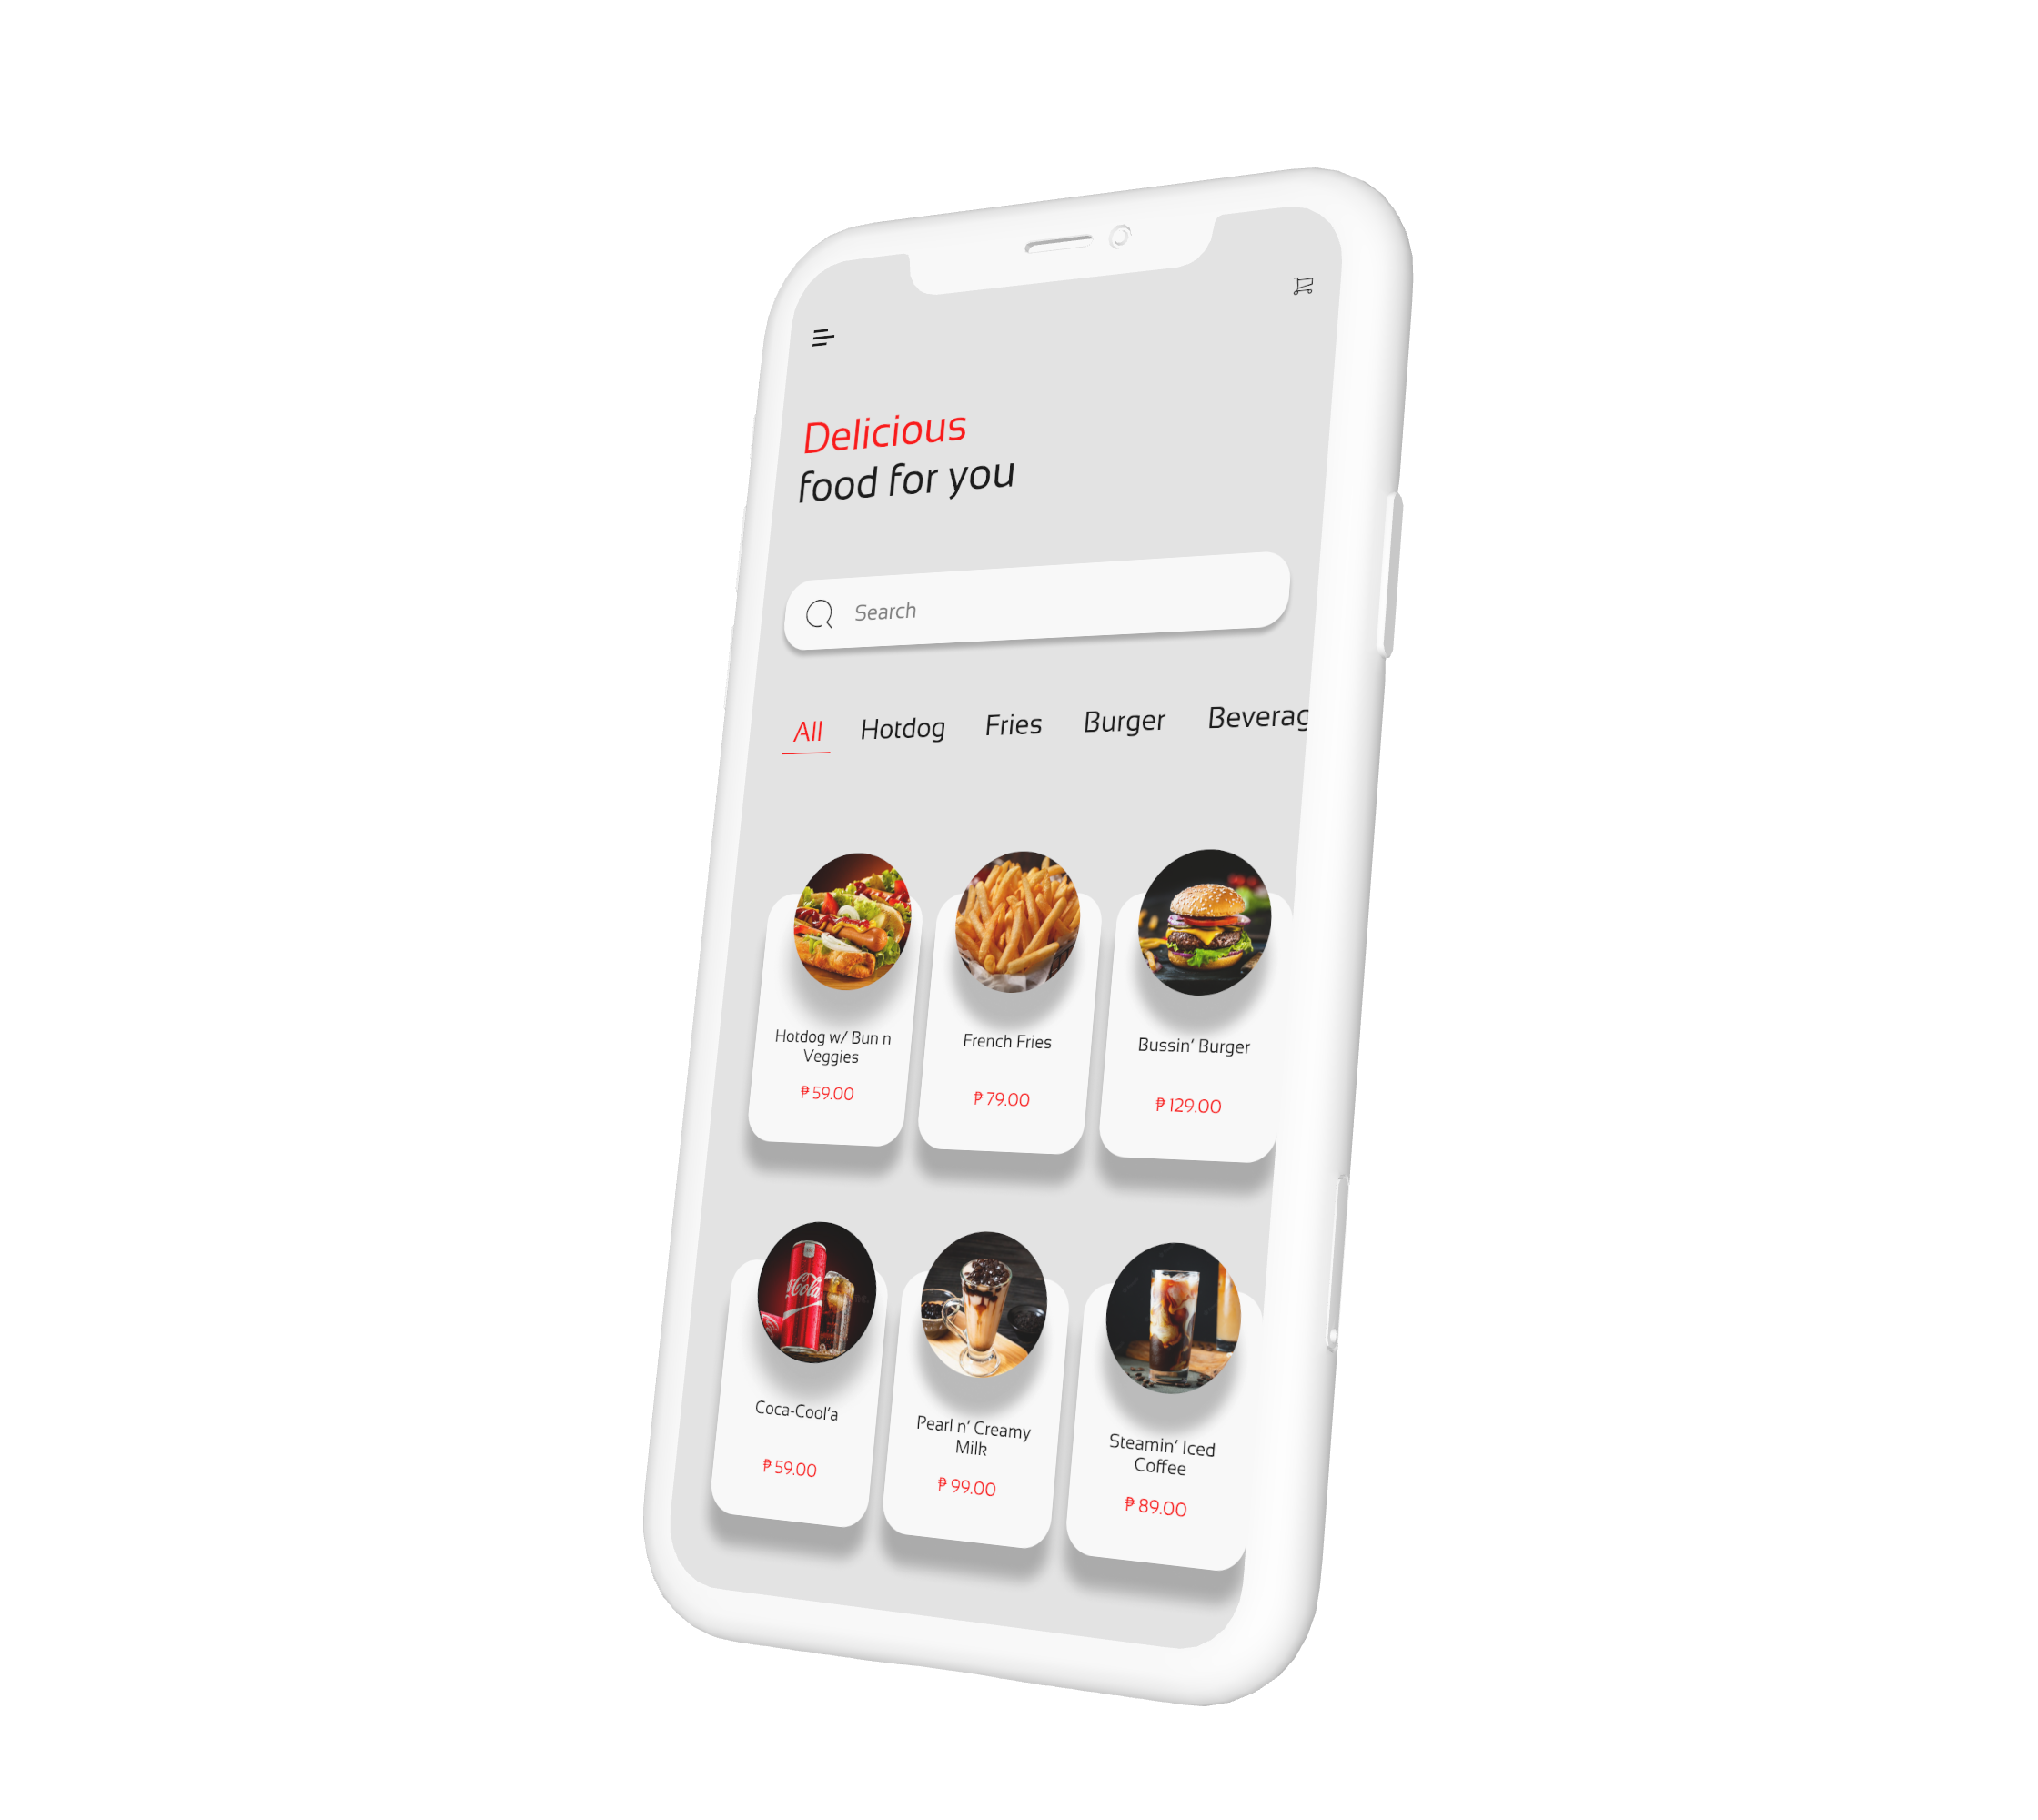 Delicious
food for you
Search
All Hotdog Fries Burger Beverag
Hotdog w/ Bun n
Veggies
₱ 59.00
French Fries
₱ 79.00
Bussin' Burger
₱ 129.00
Cola
Coca-Cool'a
₱ 59.00
Pearl n' Creamy
Milk
₱ 99.00
Steamin' Iced
Coffee
₱ 89.00